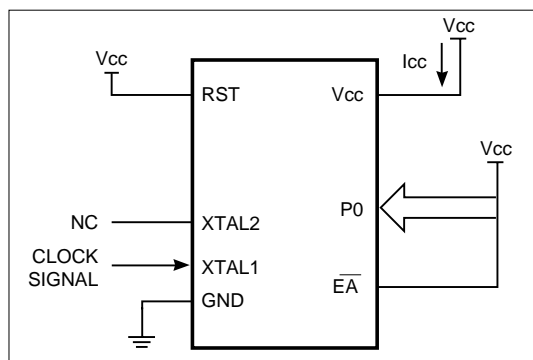 Vcc
Icc
Vcc
RST
Vcc
Vcc
P0
NC
XTAL2
CLOCK
SIGNAL
XTAL1
GND
EA